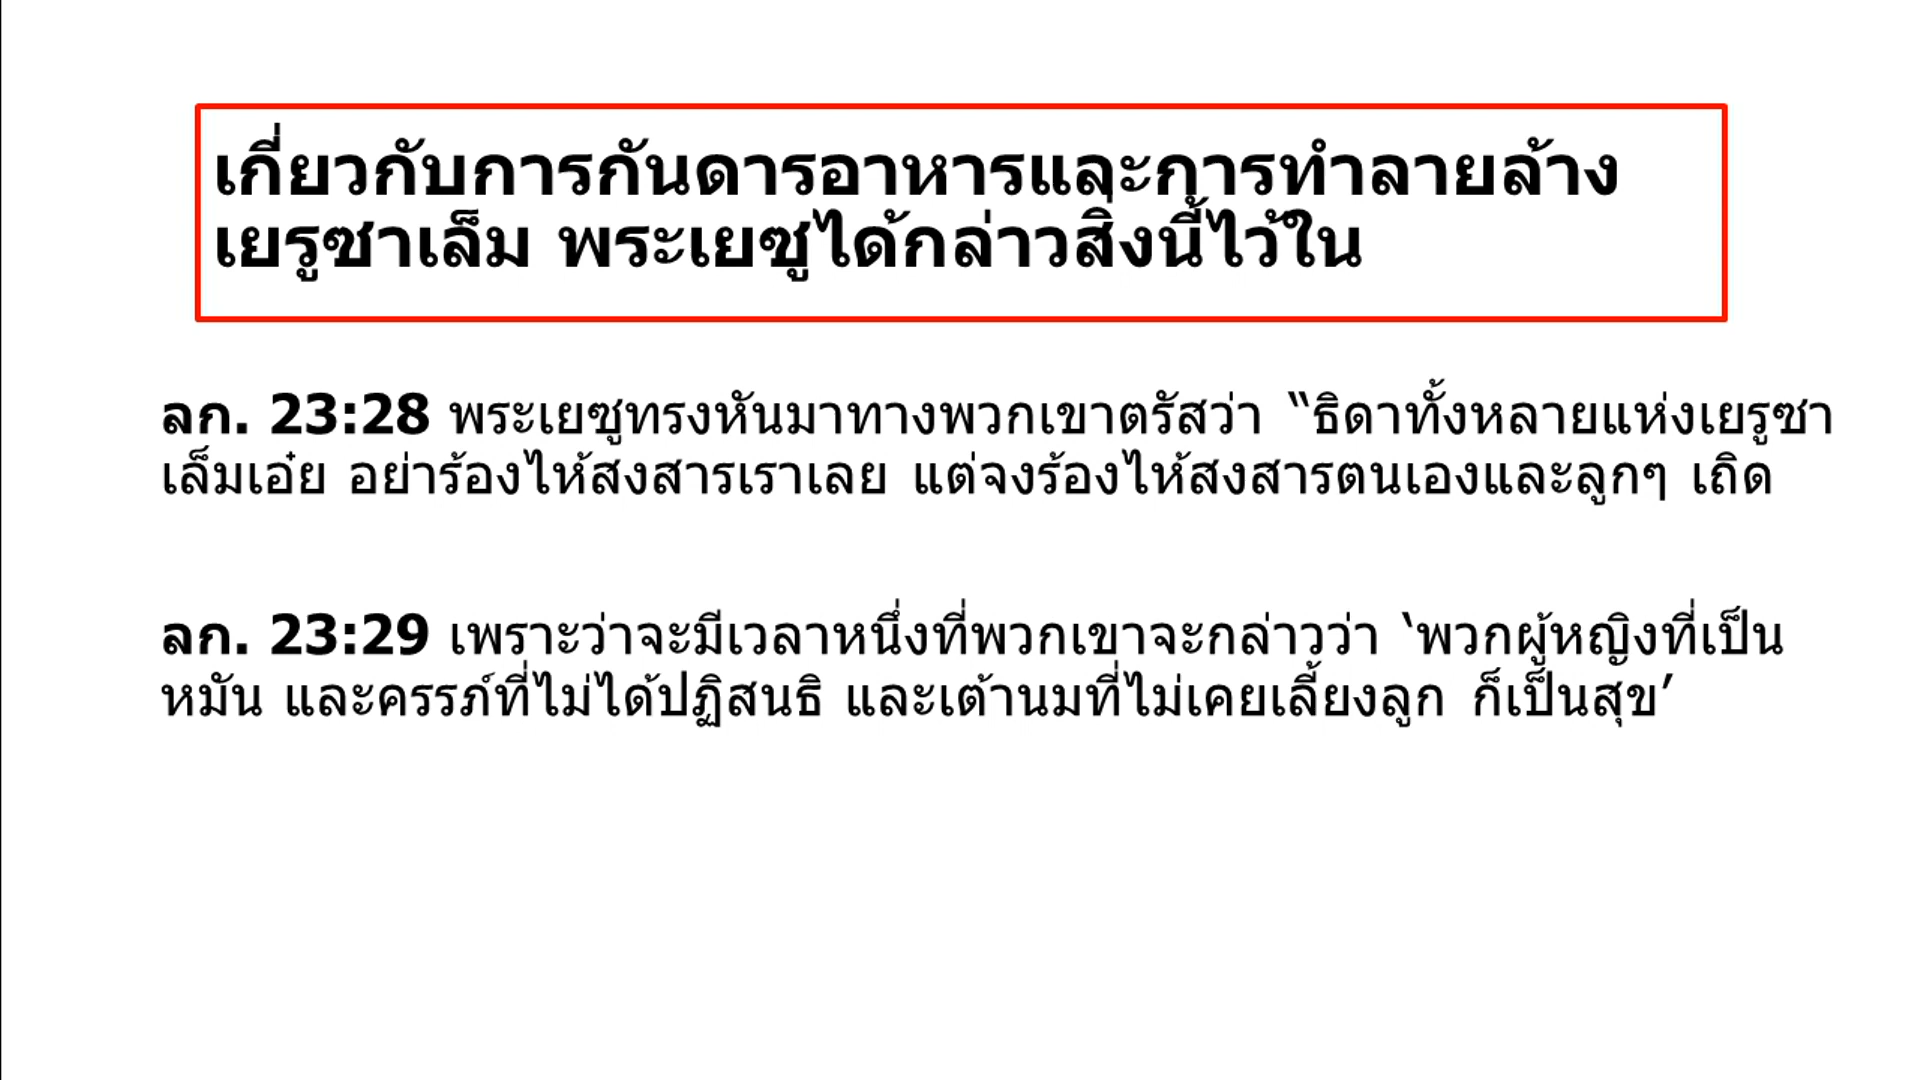 เกี่ยวกับการกันดารอาหารและการทำลายล้าง
เยรูซาเล็ม พระเยซูได้กล่าวสิ่งนี้ไว้ใน
ลก. 23:28 พระเยซูทรงหันมาทางพวกเขาตรัสว่า “ธิดาทั้งหลายแห่งเยรูซา
เล็มเอ๋ย อย่าร้องไห้สงสารเราเลย แต่จงร้องไห้สงสารตนเองและลูกๆ เถิด
ลก. 23:29 เพราะว่าจะมีเวลาหนึ่งที่พวกเขาจะกล่าวว่า ‘พวกผู้หญิงที่เป็น
หมัน และครรภ์ที่ไม่ได้ปฏิสนธิ และเต้านมที่ไม่เคยเลี้ยงลูก ก็เป็นสุข’